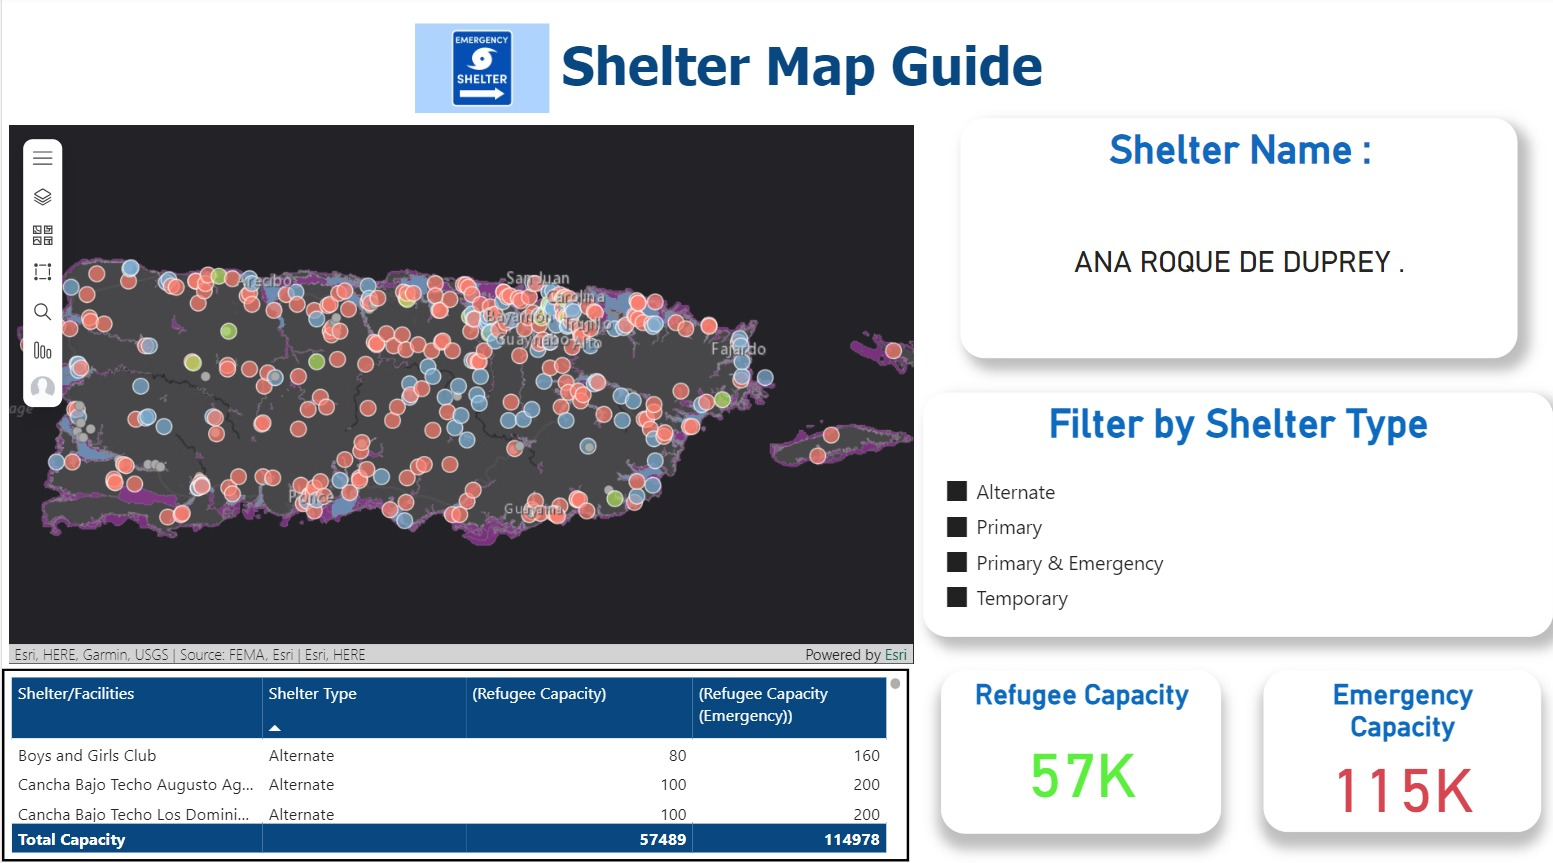 EMERGENCY
SHELTER
Shelter Map Guide
Arecibo
San Juan
Carolina
Bayamón
Trujillo
Guaynabo
Alto
Fajardo
Ponce
Guayama
Esri, HERE, Garmin, USGS | Source: FEMA, Esri | Esri, HERE
Powered by Esri
Shelter Name :
ANA ROQUE DE DUPREY .
Filter by Shelter Type
Alternate
Primary
Primary & Emergency
Temporary
Shelter/Facilities Shelter Type (Refugee Capacity) (Refugee Capacity
(Emergency))
Boys and Girls Club Alternate 80 160
Cancha Bajo Techo Augusto Ag... Alternate 100 200
Cancha Bajo Techo Los Domini... Alternate 100 200
Total Capacity 57489 114978
Refugee Capacity
57K
Emergency
Capacity
115K